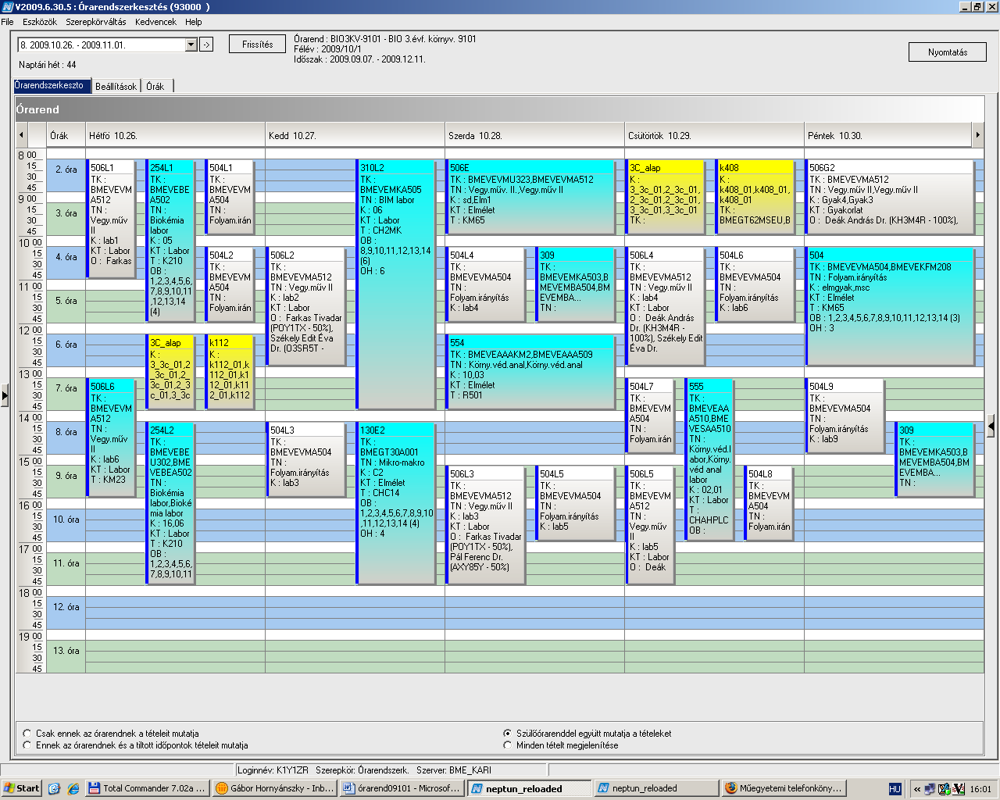 V2009.6.30.5 : Órarendszerkesztés (93000  )
File Eszközök Szerepkörváltás Kedvencek Help
8. 2009.10.26. - 2009.11.01.
->
Frissítés
Órarend : BIO3KV-9101 - BIO 3.évf. környv. 9101
Félév : 2009/10/1
Időszak : 2009.09.07. - 2009.12.11.
Nyomtatás
Naptári hét : 44
Órarendszerkeszto Beállítások Órák
Órarend
Órák Hétfő 10.26. Kedd 10.27. Szerda 10.28. Csütörtök 10.29. Péntek 10.30.
8 00
15
30
45
9 00
15
30
45
10 00
15
30
45
11 00
15
30
45
12 00
15
30
45
13 00
15
30
45
14 00
15
30
45
15 00
15
30
45
16 00
15
30
45
17 00
15
30
45
18 00
15
30
45
19 00
15
30
45
2. óra
3. óra
4. óra
5. óra
6. óra
7. óra
8. óra
9. óra
10. óra
11. óra
12. óra
13. óra
506L1
TK :
BMEVEVM
A512
TN :
Vegy.műv
II
K : lab1
KT : Labor
O :  Farkas
254L1
TK :
BMEVEBE
A502
TN :
Biokémia
labor
K : 05
KT : Labor
T : K210
OB :
1,2,3,4,5,6,
7,8,9,10,11
,12,13,14
(4)
504L1
TK :
BMEVEVM
A504
TN :
Folyam.irán
504L2
TK :
BMEVEVM
A504
TN :
Folyam.irán
3C_alap
K :
3_3c_01,2
_3c_01,2_
3c_01,2_3
c_01,3_3c
k112
K :
k112_01,k
112_01,k1
12_01,k11
2_01,k112
506L6
TK :
BMEVEVM
A512
TN :
Vegy.műv
II
K : lab6
KT : Labor
T : KM23
254L2
TK :
BMEVEBE
U302,BME
VEBEA502
TN :
Biokémia
labor,Bioké
mia labor
K : 16,06
KT : Labor
T : K210
OB :
1,2,3,4,5,6,
7,8,9,10,11
506L2
TK :
BMEVEVMA512
TN : Vegy.műv II
K : lab2
KT : Labor
O :  Farkas Tivadar
(POY1TX - 50%),
Székely Edit Éva
Dr. (O3SR5T -
504L3
TK :
BMEVEVMA504
TN :
Folyam.irányítás
K : lab3
310L2
TK :
BMEVEMKA505
TN : BIM labor
K : 06
KT : Labor
T : CH2MK
OB :
8,9,10,11,12,13,14
(6)
OH : 6
130E2
TK :
BMEGT30A001
TN : Mikro-makro
K : C2
KT : Elmélet
T : CHC14
OB :
1,2,3,4,5,6,7,8,9,10
,11,12,13,14 (4)
OH : 4
506E
TK : BMEVEVMU323,BMEVEVMA512
TN : Vegy.műv. II.,Vegy.műv II
K : sd,Elm1
KT : Elmélet
T : KM65
504L4
TK :
BMEVEVMA504
TN :
Folyam.irányítás
K : lab4
309
TK :
BMEVEMKA503,B
MEVEMBA504,BM
EVEMBA...
TN :
554
TK : BMEVEAAAKM2,BMEVEAAA509
TN : Körny.véd.anal,Körny.véd.anal
K : 10,03
KT : Elmélet
T : R501
506L3
TK :
BMEVEVMA512
TN : Vegy.műv II
K : lab3
KT : Labor
O :  Farkas Tivadar
(POY1TX - 50%),
Pál Ferenc Dr.
(AXY85Y - 50%)
504L5
TK :
BMEVEVMA504
TN :
Folyam.irányítás
K : lab5
3C_alap
K :
3_3c_01,2_3c_01,
2_3c_01,2_3c_01,
3_3c_01,3_3c_01
TK :
k408
K :
k408_01,k408_01,
k408_01
TK :
BMEGT62MSEU,B
506L4
TK :
BMEVEVMA512
TN : Vegy.műv II
K : lab4
KT : Labor
O :  Deák András
Dr. (KH3M4R -
100%), Székely Edit
Éva Dr.
504L6
TK :
BMEVEVMA504
TN :
Folyam.irányítás
K : lab6
504L7
TK :
BMEVEVM
A504
TN :
Folyam.irán
555
TK :
BMEVEAA
A510,BME
VESAA510
TN :
Körny.véd.l
abor,Körny.
véd anal
labor
K : 02,01
KT : Labor
T :
CHAHPLC
OB :
506L5
TK :
BMEVEVM
A512
TN :
Vegy.műv
II
K : lab5
KT : Labor
O :  Deák
504L8
TK :
BMEVEVM
A504
TN :
Folyam.irán
506G2
TK : BMEVEVMA512
TN : Vegy.műv II,Vegy.műv II
K : Gyak4,Gyak3
KT : Gyakorlat
O :  Deák András Dr. (KH3M4R - 100%),
504
TK : BMEVEVMA504,BMEVEKFM208
TN : Folyam.irányítás
K : elmgyak,msc
KT : Elmélet
T : KM65
OB : 1,2,3,4,5,6,7,8,9,10,11,12,13,14 (3)
OH : 3
504L9
TK :
BMEVEVMA504
TN :
Folyam.irányítás
K : lab9
309
TK :
BMEVEMKA503,B
MEVEMBA504,BM
EVEMBA...
TN :
Csak ennek az órarendnek a tételeit mutatja
Ennek az órarendnek és a tiltott időpontok tételeit mutatja
Szülőórarenddel együtt mutatja a tételeket
Minden tételt megjelenítése
Loginnév: K1Y1ZR Szerepkör: Órarendszerk. Szerver: BME_KARI
Start
Total Commander 7.02a ...
Gábor Hornyánszky - Inb...
órarend09101 - Microsof...
neptun_reloaded
neptun_reloaded
Műegyetemi telefonköny...
HU
«
16:01